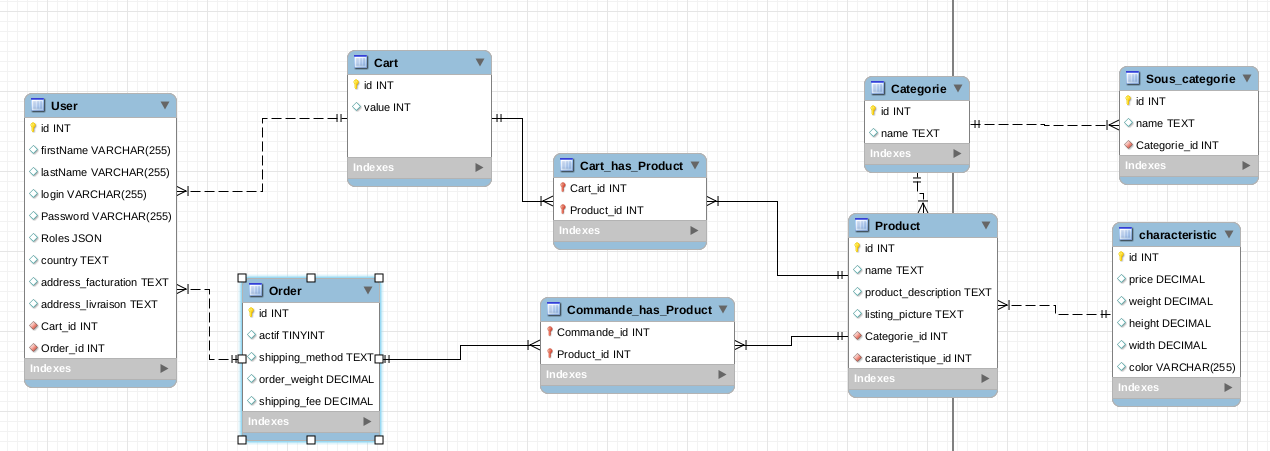 User
id INT
firstName VARCHAR(255)
lastName VARCHAR(255)
login VARCHAR(255)
Password VARCHAR(255)
Roles JSON
country TEXT
address_facturation TEXT
address_livraison TEXT
Cart_id INT
Order_id INT
Indexes
Cart
id INT
value INT
Indexes
Order
id INT
actif TINYINT
shipping_method TEXT
order_weight DECIMAL
shipping_fee DECIMAL
Indexes
Cart_has_Product
Cart_id INT
Product_id INT
Indexes
Commande_has_Product
Commande_id INT
Product_id INT
Indexes
Categorie
id INT
name TEXT
Indexes
Product
id INT
name TEXT
product_description TEXT
listing_picture TEXT
Categorie_id INT
caracteristique_id INT
Indexes
Sous_categorie
id INT
name TEXT
Categorie_id INT
Indexes
characteristic
id INT
price DECIMAL
weight DECIMAL
height DECIMAL
width DECIMAL
color VARCHAR(255)
Indexes